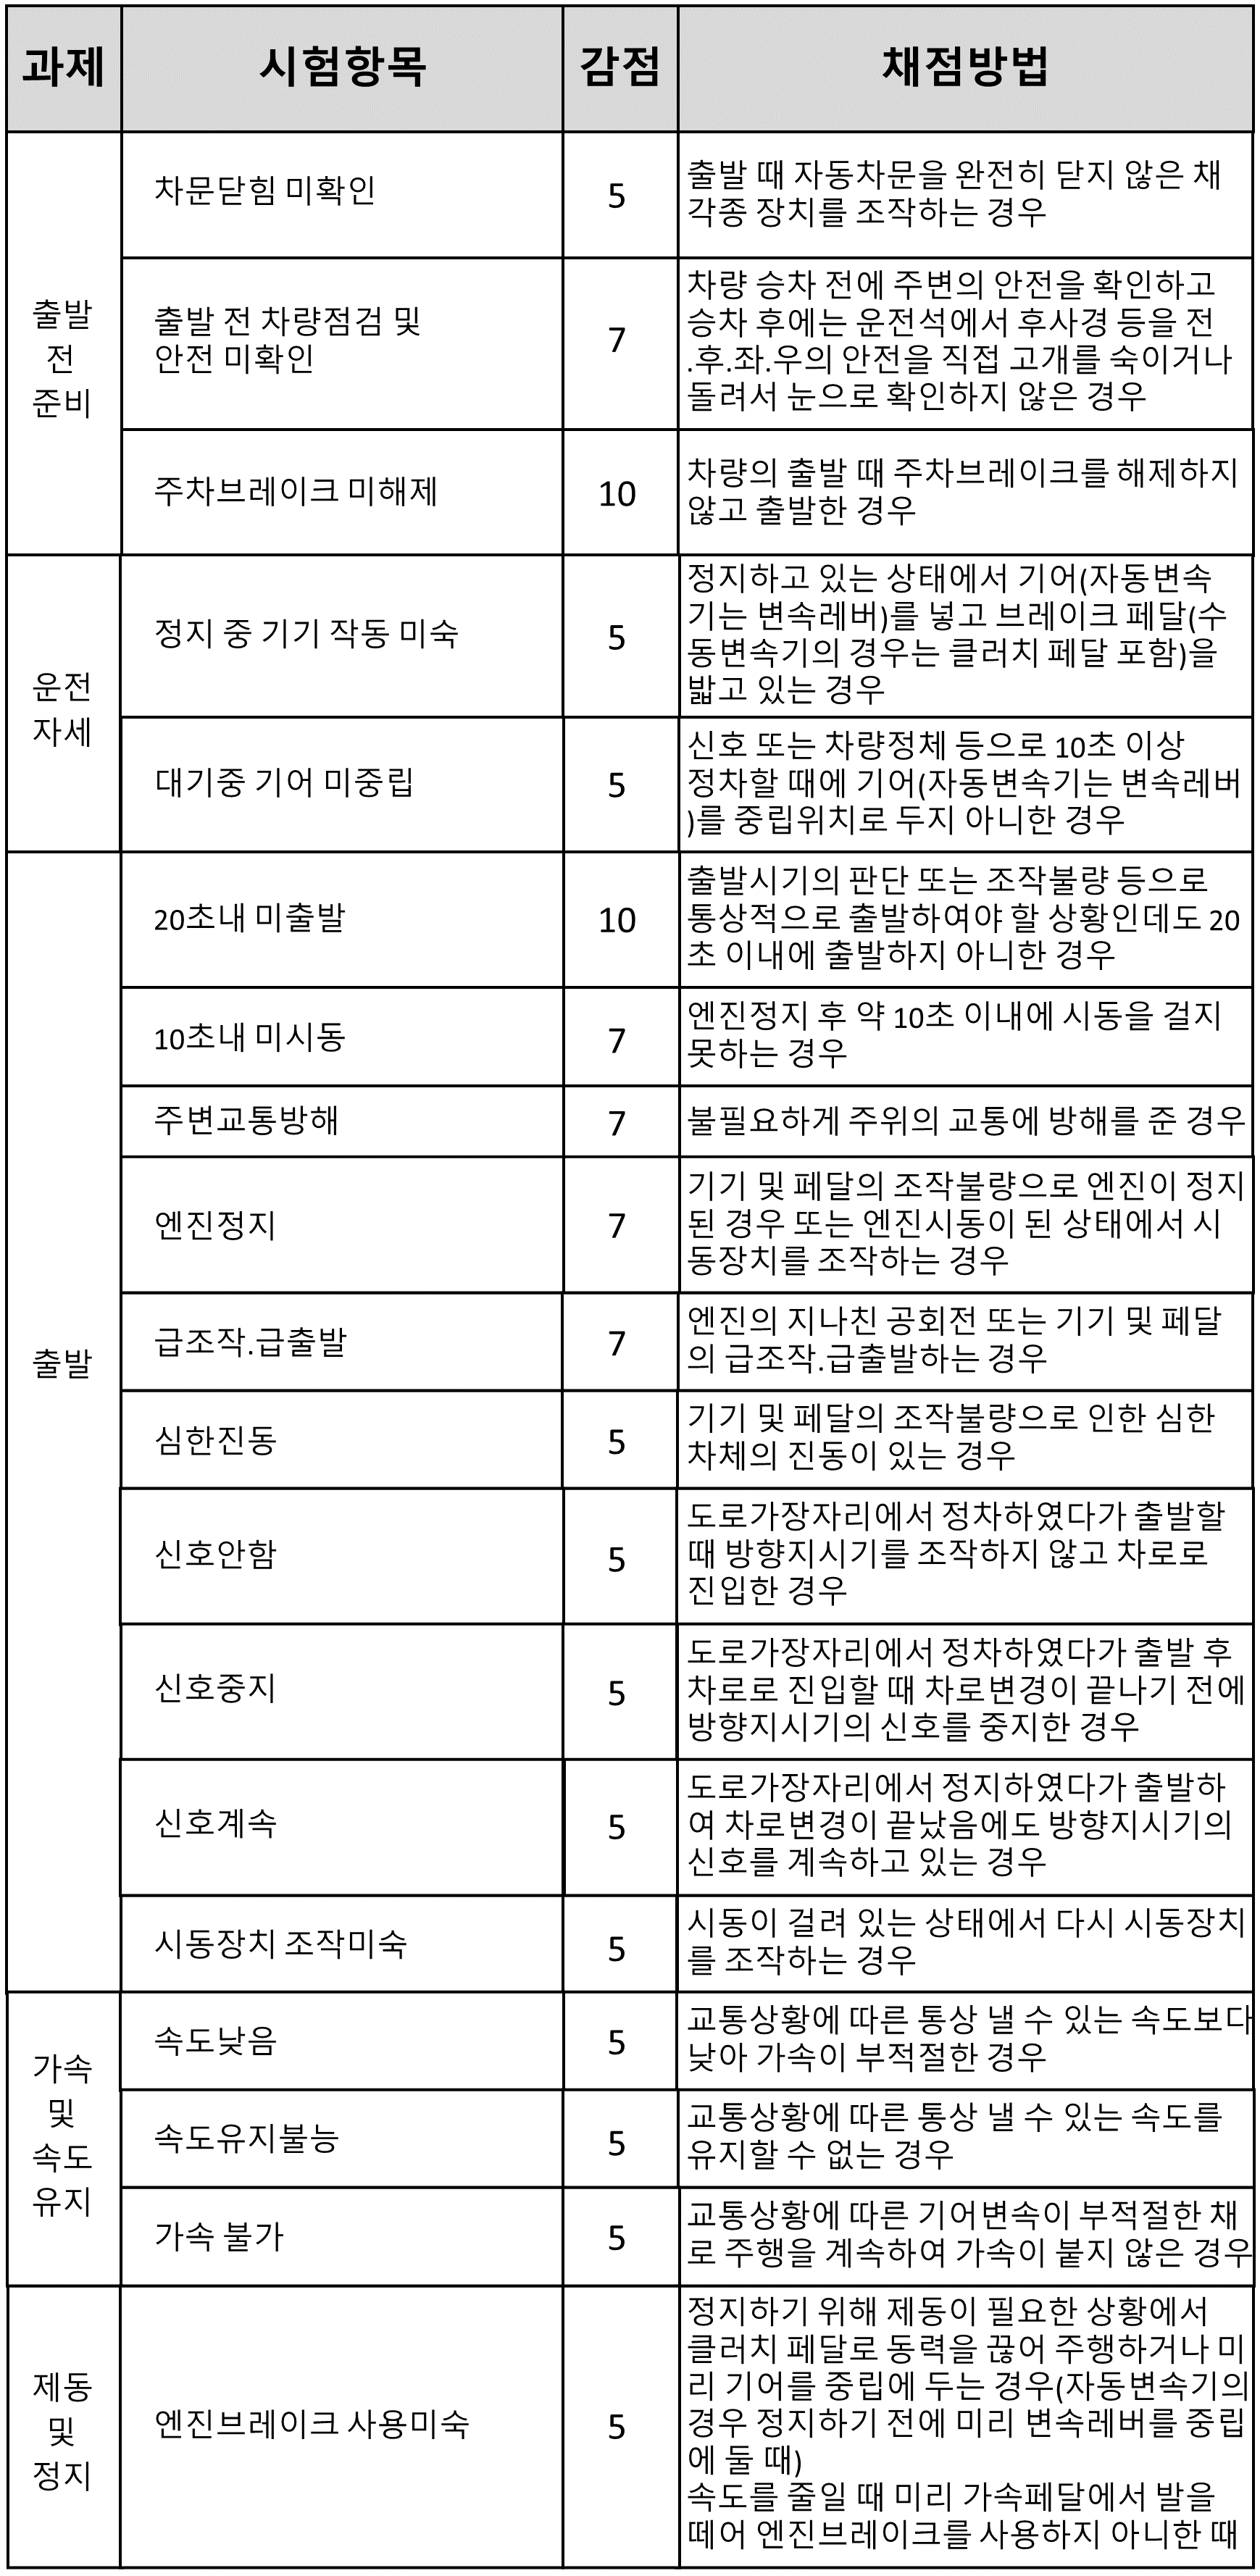 과제 시험항목 감점 채점방법
출발
전
준비
차문닫힘 미확인
5
출발 때 자동차문을 완전히 닫지 않은 채
각종 장치를 조작하는 경우
출발 전 차량점검 및
안전 미확인
7
차량 승차 전에 주변의 안전을 확인하고
승차 후에는 운전석에서 후사경 등을 전
.후.좌.우의 안전을 직접 고개를 숙이거나
돌려서 눈으로 확인하지 않은 경우
주차브레이크 미해제
10
차량의 출발 때 주차브레이크를 해제하지
않고 출발한 경우
운전
자세
정지 중 기기 작동 미숙
5
정지하고 있는 상태에서 기어(자동변속
기는 변속레버)를 넣고 브레이크 페달(수
동변속기의 경우는 클러치 페달 포함)을
밟고 있는 경우
대기중 기어 미중립
5
신호 또는 차량정체 등으로 10초 이상
정차할 때에 기어(자동변속기는 변속레버
)를 중립위치로 두지 아니한 경우
출발
20초내 미출발
10
출발시기의 판단 또는 조작불량 등으로
통상적으로 출발하여야 할 상황인데도 20
초 이내에 출발하지 아니한 경우
10초내 미시동
7
엔진정지 후 약 10초 이내에 시동을 걸지
못하는 경우
주변교통방해
7
불필요하게 주위의 교통에 방해를 준 경우
엔진정지
7
기기 및 페달의 조작불량으로 엔진이 정지
된 경우 또는 엔진시동이 된 상태에서 시
동장치를 조작하는 경우
급조작.급출발
7
엔진의 지나친 공회전 또는 기기 및 페달
의 급조작.급출발하는 경우
심한진동
5
기기 및 페달의 조작불량으로 인한 심한
차체의 진동이 있는 경우
신호안함
5
도로가장자리에서 정차하였다가 출발할
때 방향지시기를 조작하지 않고 차로로
진입한 경우
신호중지
5
도로가장자리에서 정차하였다가 출발 후
차로로 진입할 때 차로변경이 끝나기 전에
방향지시기의 신호를 중지한 경우
신호계속
5
도로가장자리에서 정지하였다가 출발하
여 차로변경이 끝났음에도 방향지시기의
신호를 계속하고 있는 경우
시동장치 조작미숙
5
시동이 걸려 있는 상태에서 다시 시동장치
를 조작하는 경우
가속
및
속도
유지
속도낮음
5
교통상황에 따른 통상 낼 수 있는 속도보다
낮아 가속이 부적절한 경우
속도유지불능
5
교통상황에 따른 통상 낼 수 있는 속도를
유지할 수 없는 경우
가속 불가
5
교통상황에 따른 기어변속이 부적절한 채
로 주행을 계속하여 가속이 붙지 않은 경우
제동
및
정지
엔진브레이크 사용미숙
5
정지하기 위해 제동이 필요한 상황에서
클러치 페달로 동력을 끊어 주행하거나 미
리 기어를 중립에 두는 경우(자동변속기의
경우 정지하기 전에 미리 변속레버를 중립
에 둘 때)
속도를 줄일 때 미리 가속페달에서 발을
떼어 엔진브레이크를 사용하지 아니한 때